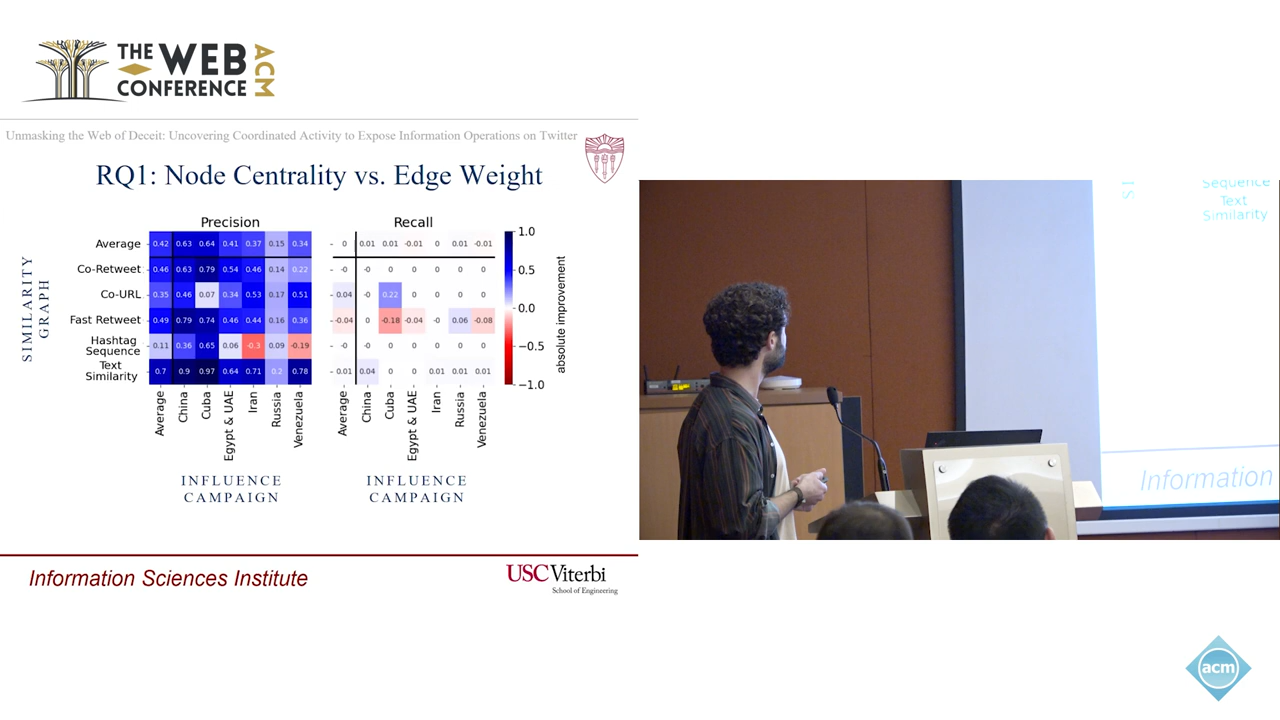 THE WEB
CONFERENCE
ACM
Unmasking the Web of Deceit: Uncovering Coordinated Activity to Expose Information Operations on Twitter
RQ1: Node Centrality vs. Edge Weight
Precision
Recall
SIMILARITY
GRAPH
Average 0.42 0.63 0.64 0.41 0.37 0.15 0.34 0 0.01 0.01 -0.01 0 0.01 -0.01
Co-Retweet 0.46 0.63 0.79 0.54 0.46 0.14 0.22 -0 -0 0 0 0 0 0
Co-URL 0.35 0.46 0.07 0.34 0.53 0.17 0.51 0.04 -0 0.22 0 0 0 0
Fast Retweet 0.49 0.79 0.74 0.46 0.44 0.16 0.36 -0.04 0 -0.18 -0.04 -0 0.06 -0.08
Hashtag
Sequence 0.11 0.36 0.65 0.06 -0.3 0.09 -0.19 -0 -0 0 0 0 0 0
Text
Similarity 0.7 0.9 0.97 0.64 0.71 0.2 0.78 0.01 0.04 0 0 0.01 0.01 0.01
Average China Cuba Egypt & UAE Iran Russia Venezuela
Average China Cuba Egypt & UAE Iran Russia Venezuela
1.0
0.5
0.0
−0.5
−1.0
absolute improvement
INFLUENCE
CAMPAIGN
INFLUENCE
CAMPAIGN
Information Sciences Institute
USC Viterbi
School of Engineering
Sequence
Text
Similarity
Information
acm